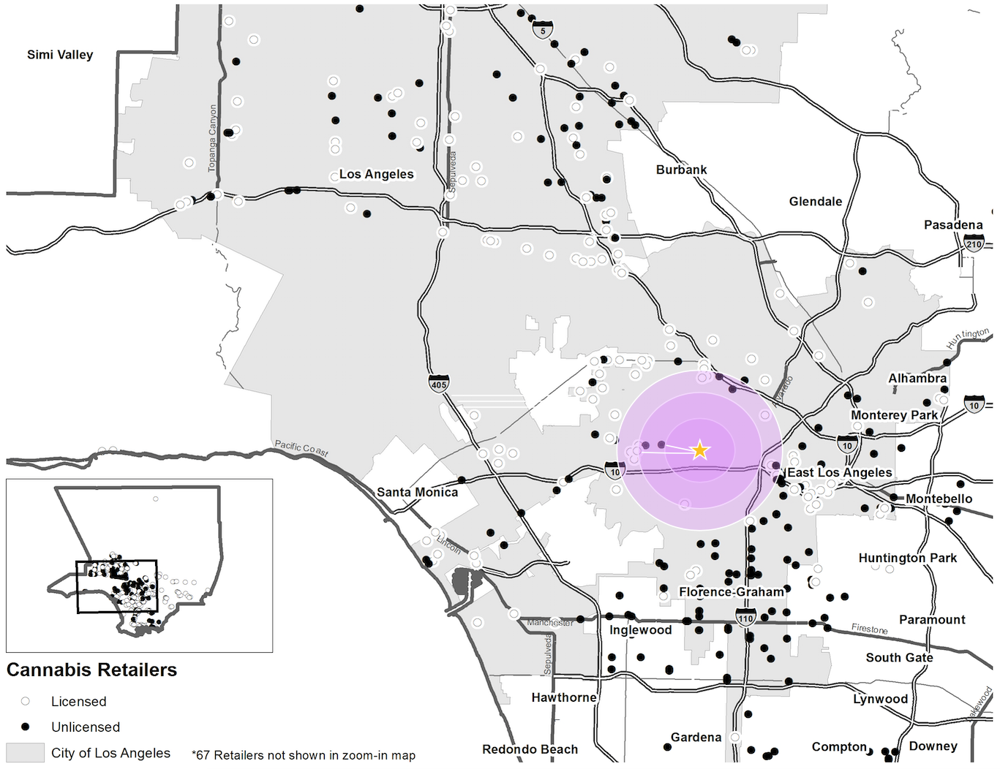 Simi Valley
5
Topanga Canyon
Sepulveda
Los Angeles
Burbank
Glendale
Pasadena
210
Huntington
405
Alvarado
Alhambra
10
Monterey Park
10
Pacific Coast
10
East Los Angeles
Santa Monica
Montebello
Lincoln
Huntington Park
Florence-Graham
110
Manchester
Inglewood
Paramount
Firestone
Sepulveda
South Gate
Cannabis Retailers
Licensed
Unlicensed
City of Los Angeles
*67 Retailers not shown in zoom-in map
Hawthorne
Lynwood
Lakewood
Gardena
Redondo Beach
Compton
Downey